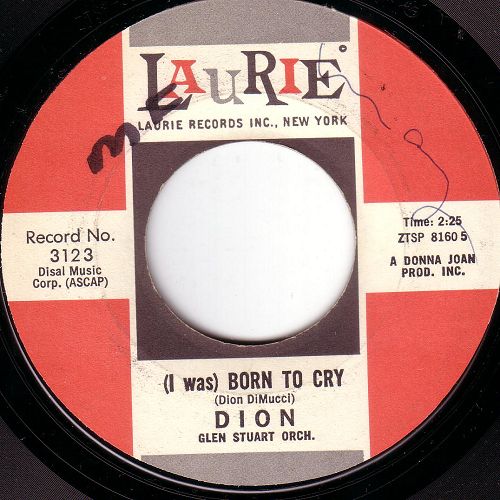 LAURIE
LAURIE RECORDS INC., NEW YORK
Record No.
3123
Disal Music
Corp. (ASCAP)
Time: 2:25
ZTSP 81605
A DONNA JOAN
PROD. INC.
(I was) BORN TO CRY
(Dion DiMucci)
DION
GLEN STUART ORCH.